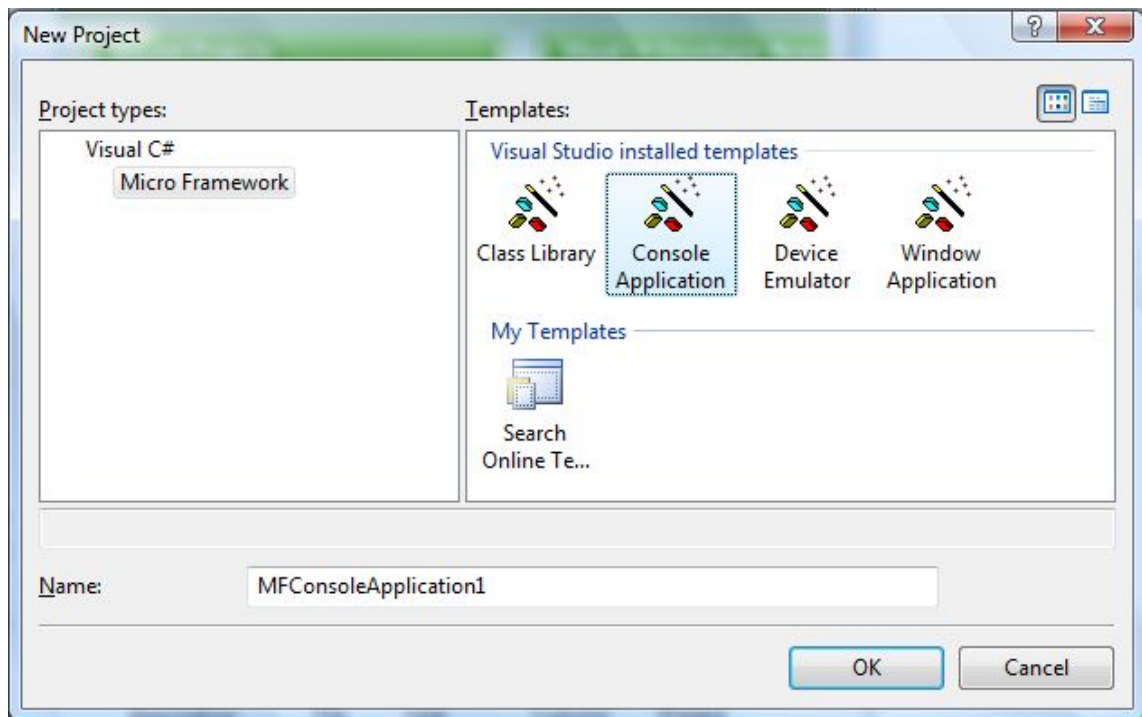 New Project
Project types:
Templates:
Visual C#
Micro Framework
Visual Studio installed templates
Class Library
Console
Application
Device
Emulator
Window
Application
My Templates
Search
Online Te...
Name:
MFConsoleApplication1
OK
Cancel